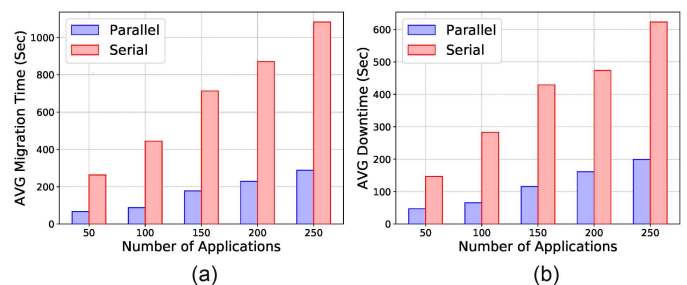 Parallel
Serial
AVG Migration Time (Sec)
1000
800
600
400
200
0
50 100 150 200 250
Number of Applications
(a)
Parallel
Serial
AVG Downtime (Sec)
600
500
400
300
200
100
0
50 100 150 200 250
Number of Applications
(b)